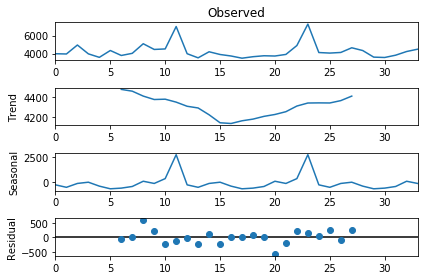 Observed
6000
4000
0 5 10 15 20 25 30
Trend
4400
4200
0 5 10 15 20 25 30
Seasonal
2500
0
0 5 10 15 20 25 30
Residual
500
0
−500
0 5 10 15 20 25 30